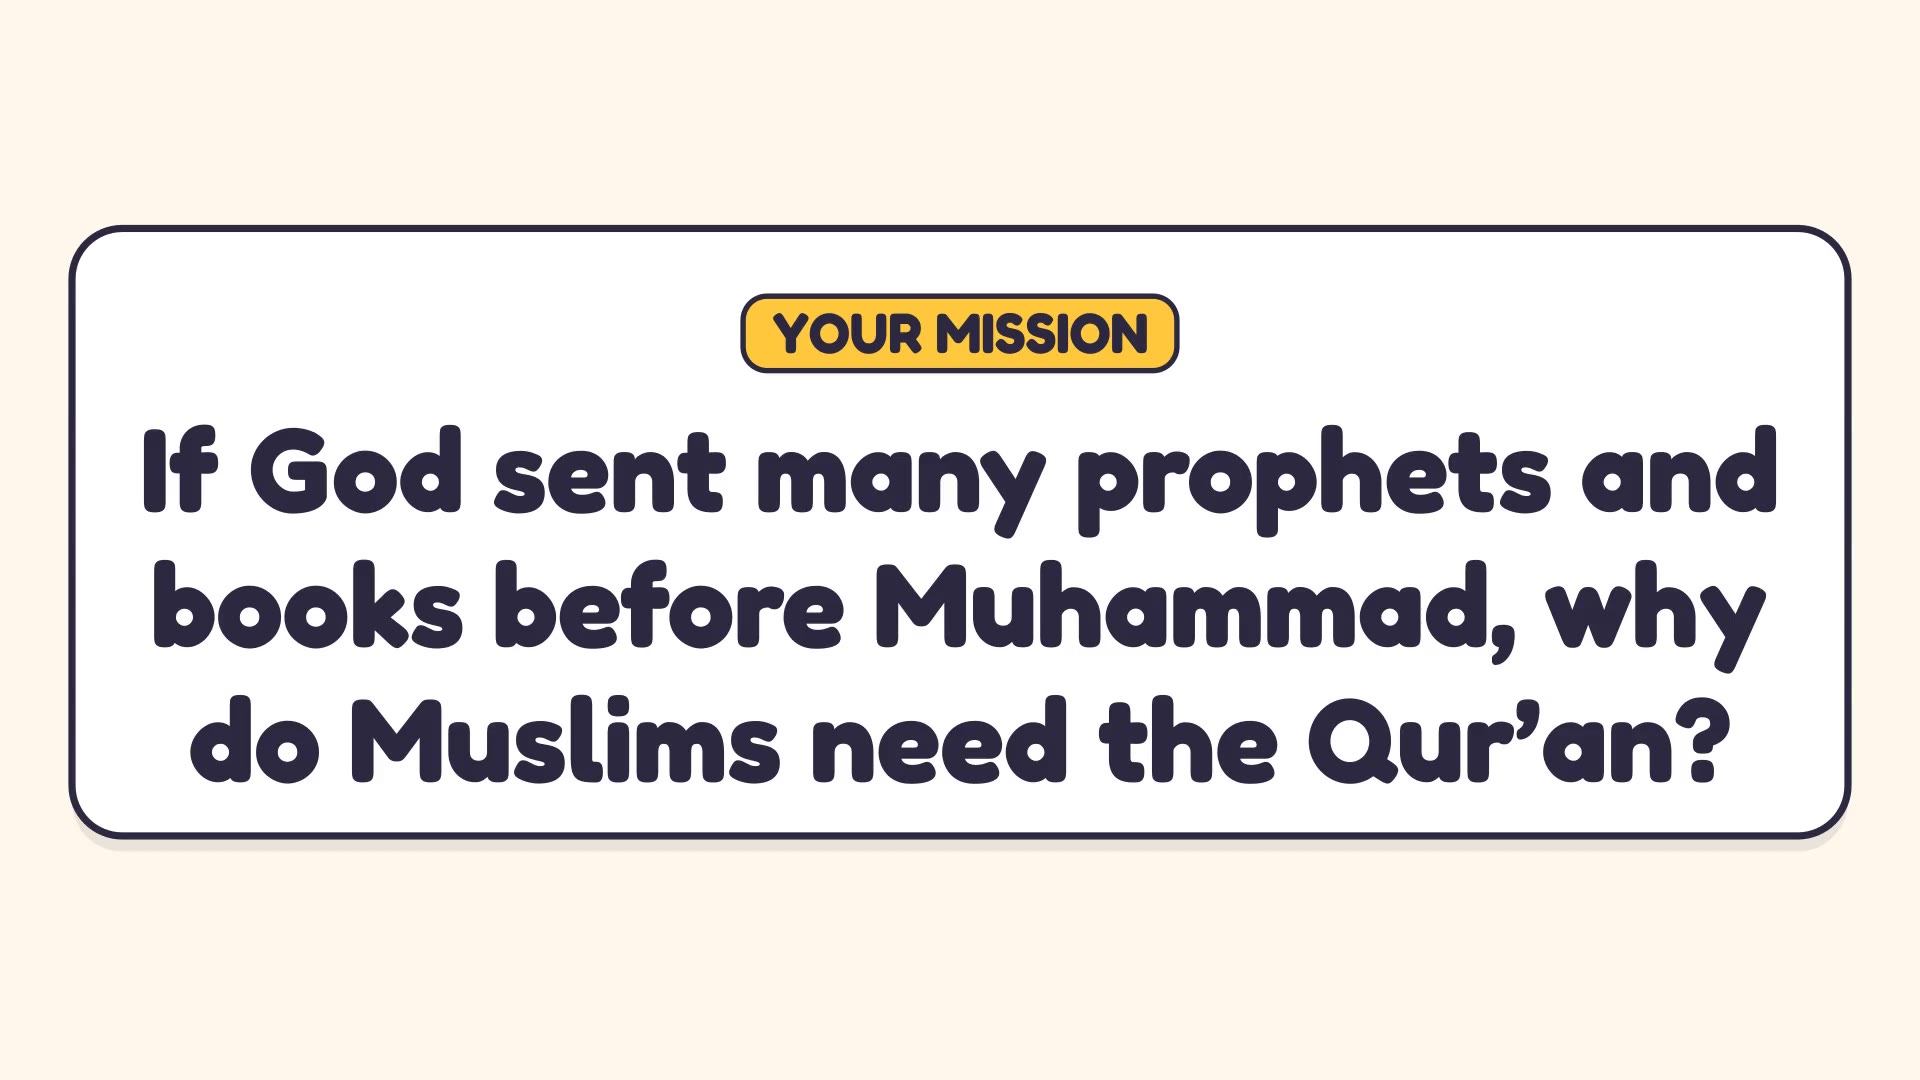 YOUR MISSION
If God sent many prophets and
books before Muhammad, why
do Muslims need the Qur’an?